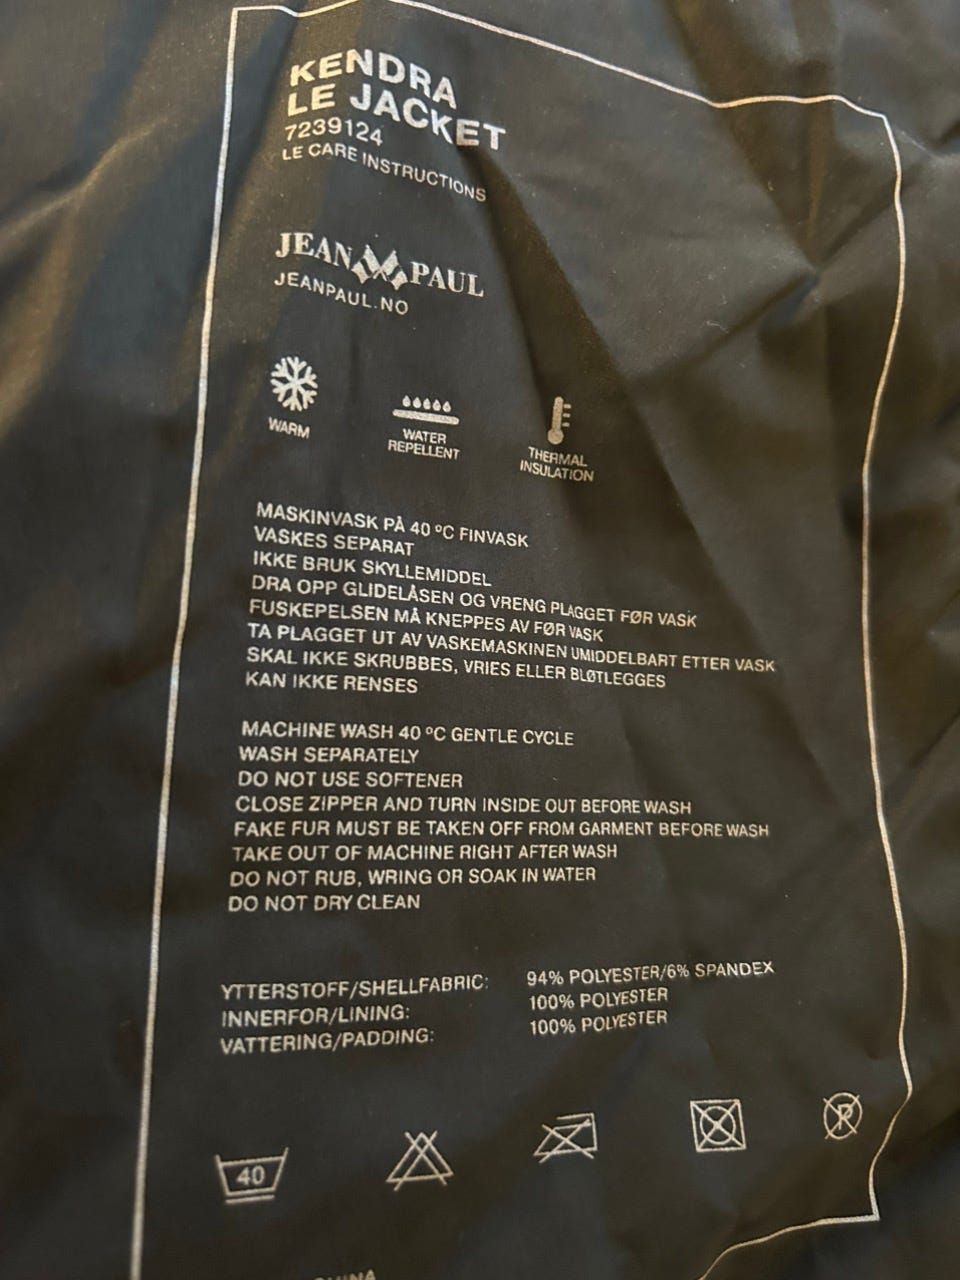 KENDRA
LE JACKET
7239124
LE CARE INSTRUCTIONS
JEAN PAUL
JEANPAUL.NO
WARM
WATER
REPELLENT
THERMAL
INSULATION
MASKINVASK PÅ 40 ºC FINVASK
VASKES SEPARAT
IKKE BRUK SKYLLEMIDDEL
DRA OPP GLIDELÅSEN OG VRENG PLAGGET FØR VASK
FUSKEPELSEN MÅ KNEPPES AV FØR VASK
TA PLAGGET UT AV VASKEMASKINEN UMIDDELBART ETTER VASK
SKAL IKKE SKRUBBES, VRIES ELLER BLØTLEGGES
KAN IKKE RENSES
MACHINE WASH 40 ºC GENTLE CYCLE
WASH SEPARATELY
DO NOT USE SOFTENER
CLOSE ZIPPER AND TURN INSIDE OUT BEFORE WASH
FAKE FUR MUST BE TAKEN OFF FROM GARMENT BEFORE WASH
TAKE OUT OF MACHINE RIGHT AFTER WASH
DO NOT RUB, WRING OR SOAK IN WATER
DO NOT DRY CLEAN
YTTERSTOFF/SHELLFABRIC: 94% POLYESTER/6% SPANDEX
INNERFOR/LINING: 100% POLYESTER
VATTERING/PADDING: 100% POLYESTER
40 P